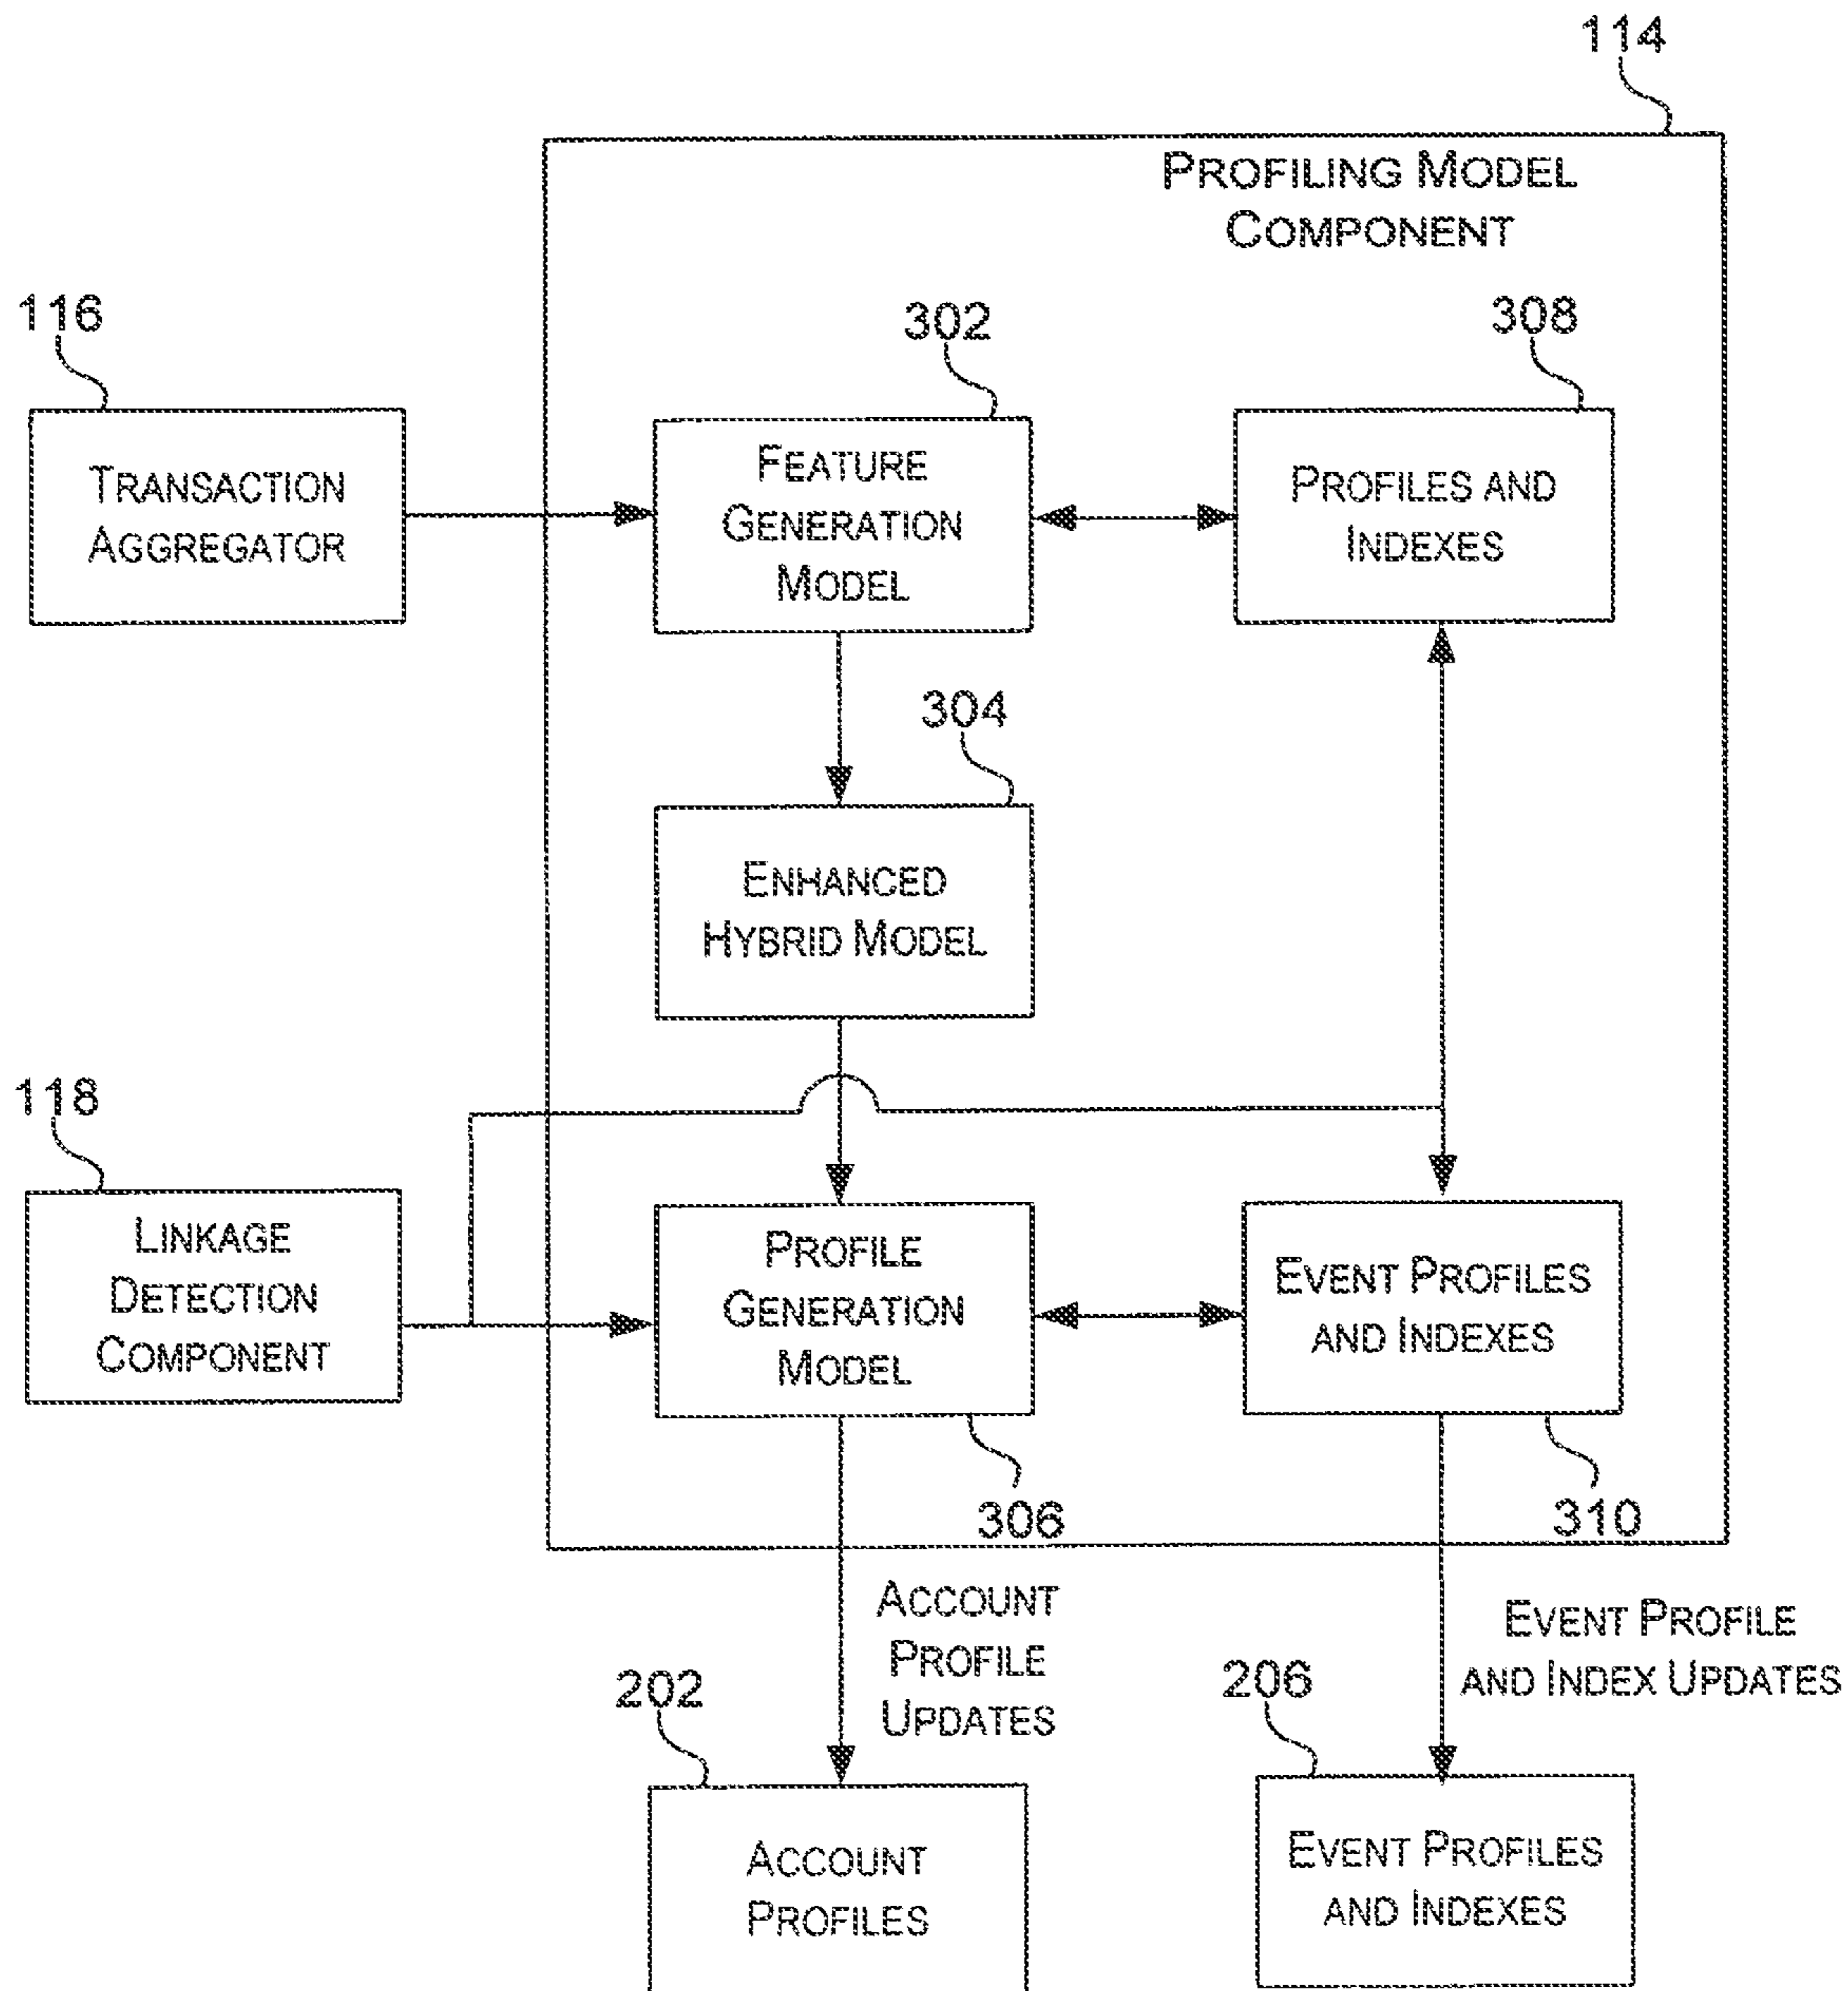 114
PROFILING MODEL
COMPONENT
116
302
308
TRANSACTION
AGGREGATOR
FEATURE
GENERATION
MODEL
PROFILES AND
INDEXES
304
ENHANCED
HYBRID MODEL
118
LINKAGE
DETECTION
COMPONENT
PROFILE
GENERATION
MODEL
EVENT PROFILES
AND INDEXES
306
310
ACCOUNT
PROFILE
UPDATES
EVENT PROFILE
AND INDEX UPDATES
202
206
ACCOUNT
PROFILES
EVENT PROFILES
AND INDEXES